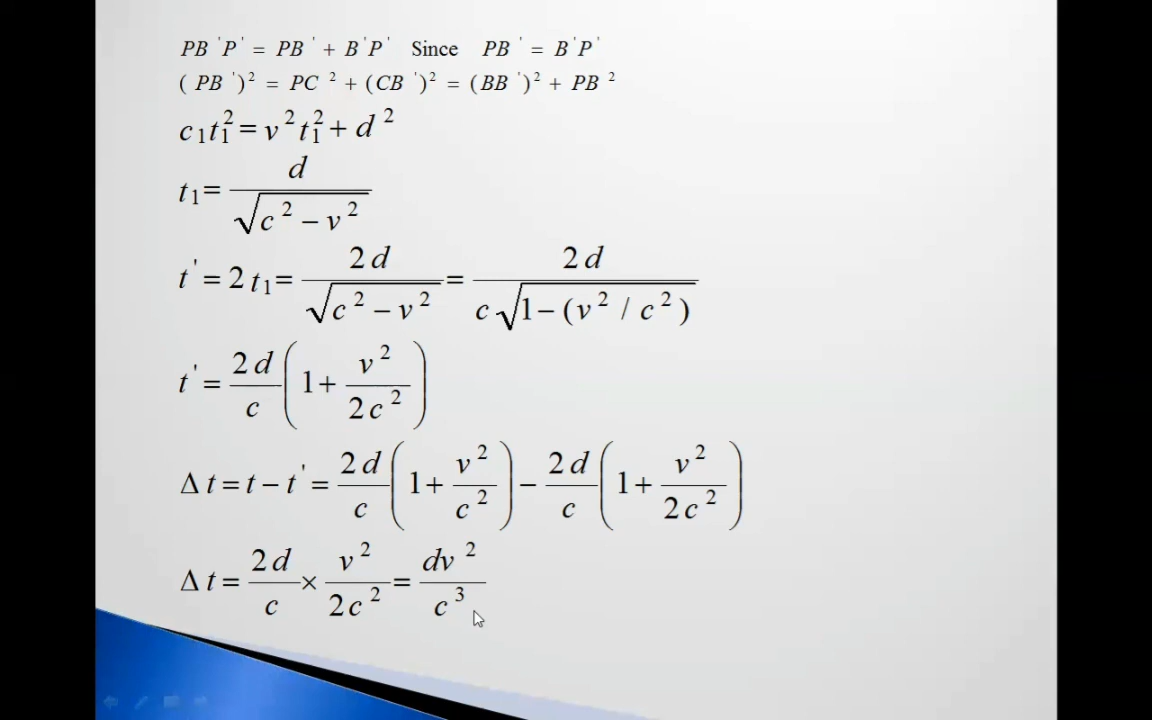 PB'P' = PB' + B'P' Since PB' = B'P'
(PB')² = PC² + (CB')² = (BB')² + PB²
c₁t₁² = v²t₁² + d²
t₁ = d / √(c² − v²)
t' = 2t₁ = 2d / √(c² − v²) = 2d / c√(1 − (v² / c²))
t' = 2d/c (1 + v²/2c²)
Δt = t − t' = 2d/c (1 + v²/c²) − 2d/c (1 + v²/2c²)
Δt = 2d/c × v²/2c² = dv²/c³